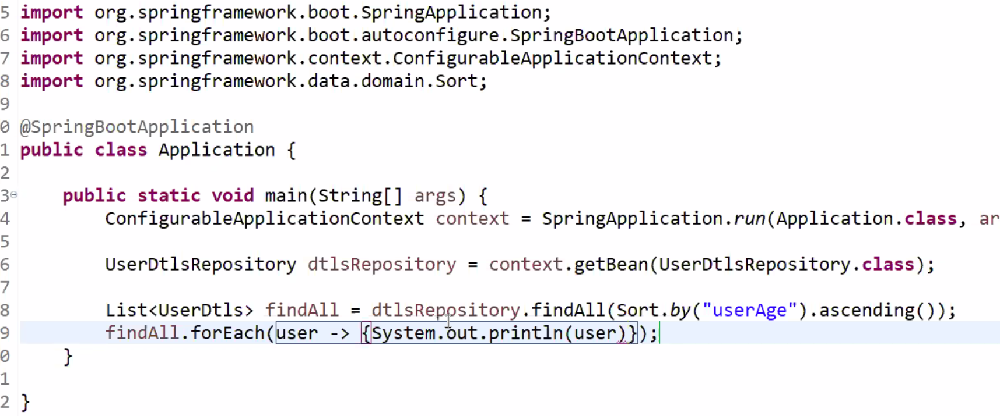 5 import org.springframework.boot.SpringApplication;
6 import org.springframework.boot.autoconfigure.SpringBootApplication;
7 import org.springframework.context.ConfigurableApplicationContext;
8 import org.springframework.data.domain.Sort;
9
0 @SpringBootApplication
1 public class Application {
2
3 public static void main(String[] args) {
4 ConfigurableApplicationContext context = SpringApplication.run(Application.class, ar
5
6 UserDtlsRepository dtlsRepository = context.getBean(UserDtlsRepository.class);
7
8 List<UserDtls> findAll = dtlsRepository.findAll(Sort.by("userAge").ascending());
9 findAll.forEach(user -> {System.out.println(user)});
0 }
1
2 }